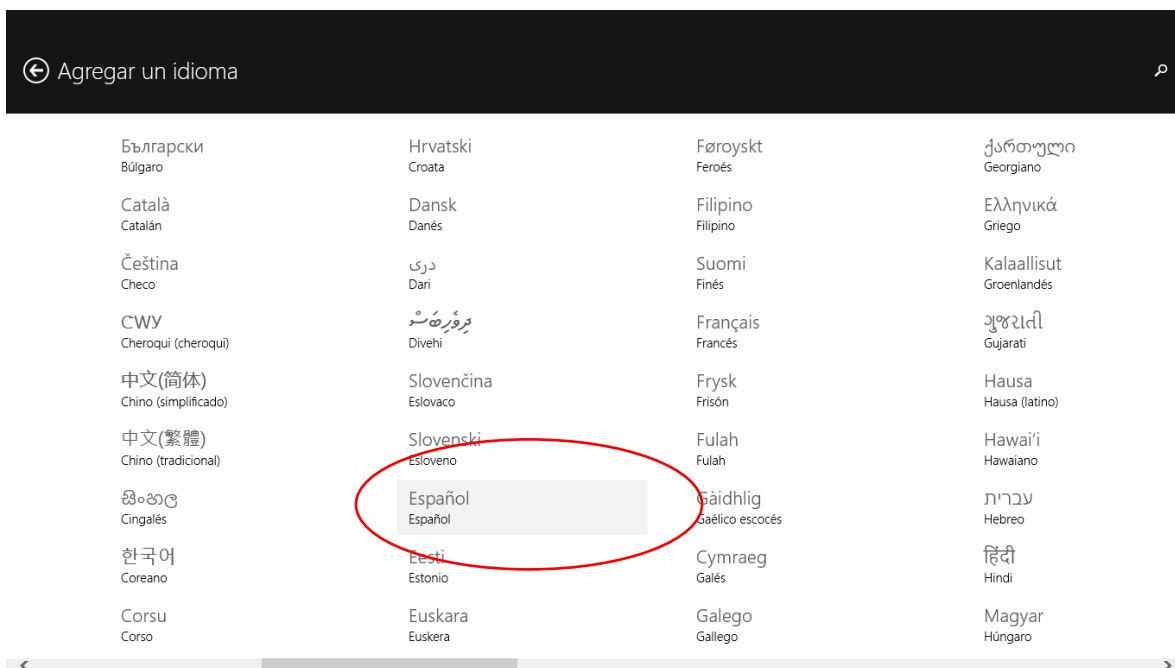 Agregar un idioma
Български
Búlgaro
Català
Catalán
Čeština
Checo
ᏣᎳᎩ
Cheroqui (cheroqui)
中文(简体)
Chino (simplificado)
中文(繁體)
Chino (tradicional)
සිංහල
Cingalés
한국어
Coreano
Corsu
Corso
Hrvatski
Croata
Dansk
Danés
درى
Dari
ދިވެހިބަސް
Divehi
Slovenčina
Eslovaco
Slovenski
Esloveno
Español
Español
Eesti
Estonio
Euskara
Euskera
Føroyskt
Feroés
Filipino
Filipino
Suomi
Finés
Français
Francés
Frysk
Frisón
Fulah
Fulah
Gàidhlig
Gaélico escocés
Cymraeg
Galés
Galego
Gallego
ქართული
Georgiano
Ελληνικά
Griego
Kalaallisut
Groenlandés
ગુજરાતી
Gujarati
Hausa
Hausa (latino)
Hawaiʻi
Hawaiano
עברית
Hebreo
हिंदी
Hindi
Magyar
Húngaro